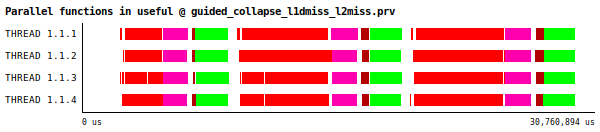 Parallel functions in useful @ guided_collapse_l1dmiss_l2miss.prv
THREAD 1.1.1
THREAD 1.1.2
THREAD 1.1.3
THREAD 1.1.4
0 us 30,760,894 us